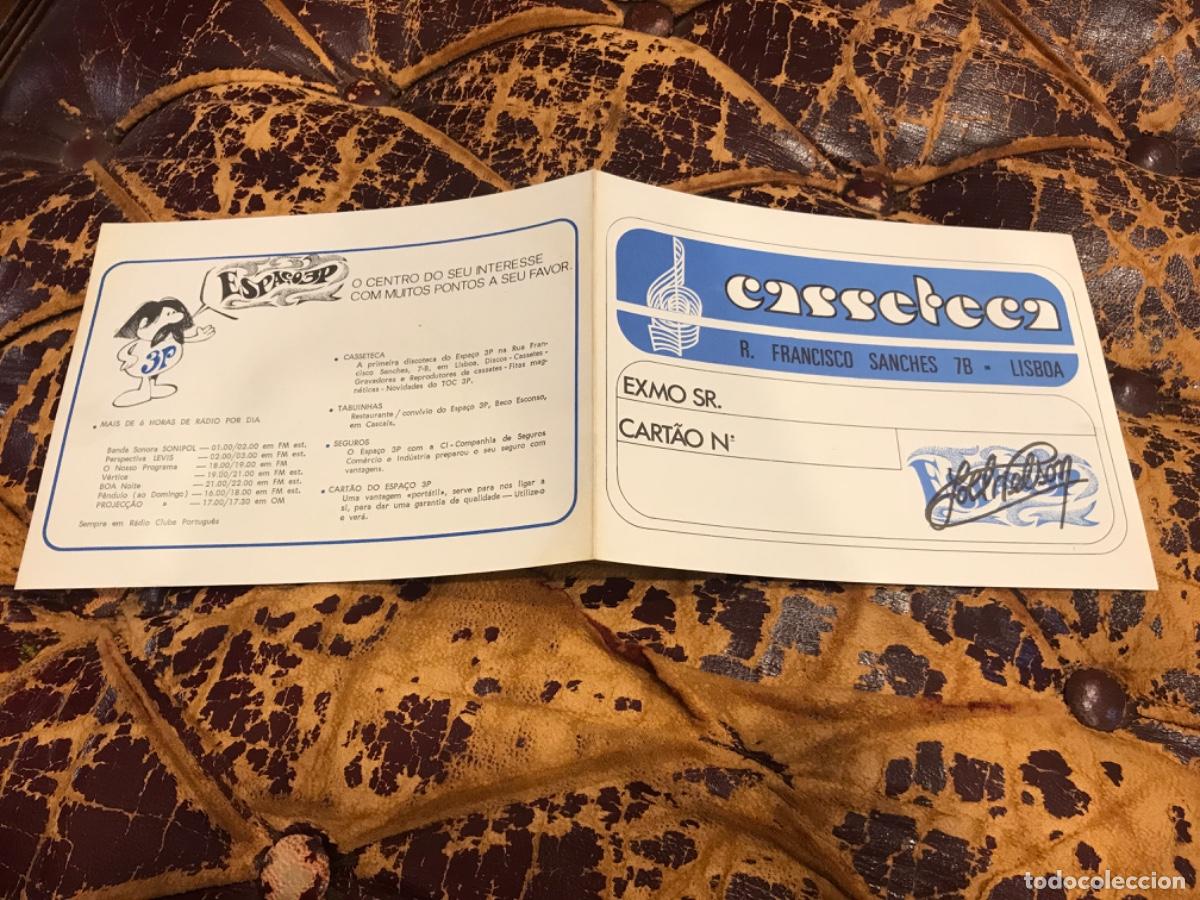 ESPAÇO 3P
O CENTRO DO SEU INTERESSE
COM MUITOS PONTOS A SEU FAVOR.
3P
• MAIS DE 6 HORAS DE RÁDIO POR DIA
Banda Sonora SONIPOL — 01.00/02.00 em FM est.
Perspectiva LEVIS — 02.00/03.00 em FM est.
O Nosso Programa — 18.00/19.00 em FM
Vértice — 19.00/21.00 em FM est.
BOA Noite — 21.00/22.00 em FM est.
Pêndulo (ao Domingo) — 16.00/18.00 em FM est.
PROJECÇÃO » — 17.00/17.30 em OM
Sempre em Rádio Clube Português
• CASSETECA
A primeira discoteca do Espaço 3P na Rua Fran-
cisco Sanches, 7-B, em Lisboa. Discos - Cassetes -
Gravadores e Reprodutores de cassetes - Fitas mag-
néticas - Novidades do TOC 3P.
• TABUINHAS
Restaurante / convívio do Espaço 3P, Beco Esconso,
em Cascais.
• SEGUROS
O Espaço 3P com a CI - Companhia de Seguros
Comércio e Indústria preparou o seu seguro com
vantagens.
• CARTÃO DO ESPAÇO 3P
Uma vantagem «portátil», serve para nos ligar a
si, para dar uma garantia de qualidade — Utilize-o
e verá.
casseteca
R. FRANCISCO SANCHES 7B - LISBOA
EXMO SR.
CARTÃO Nº
todocoleccion